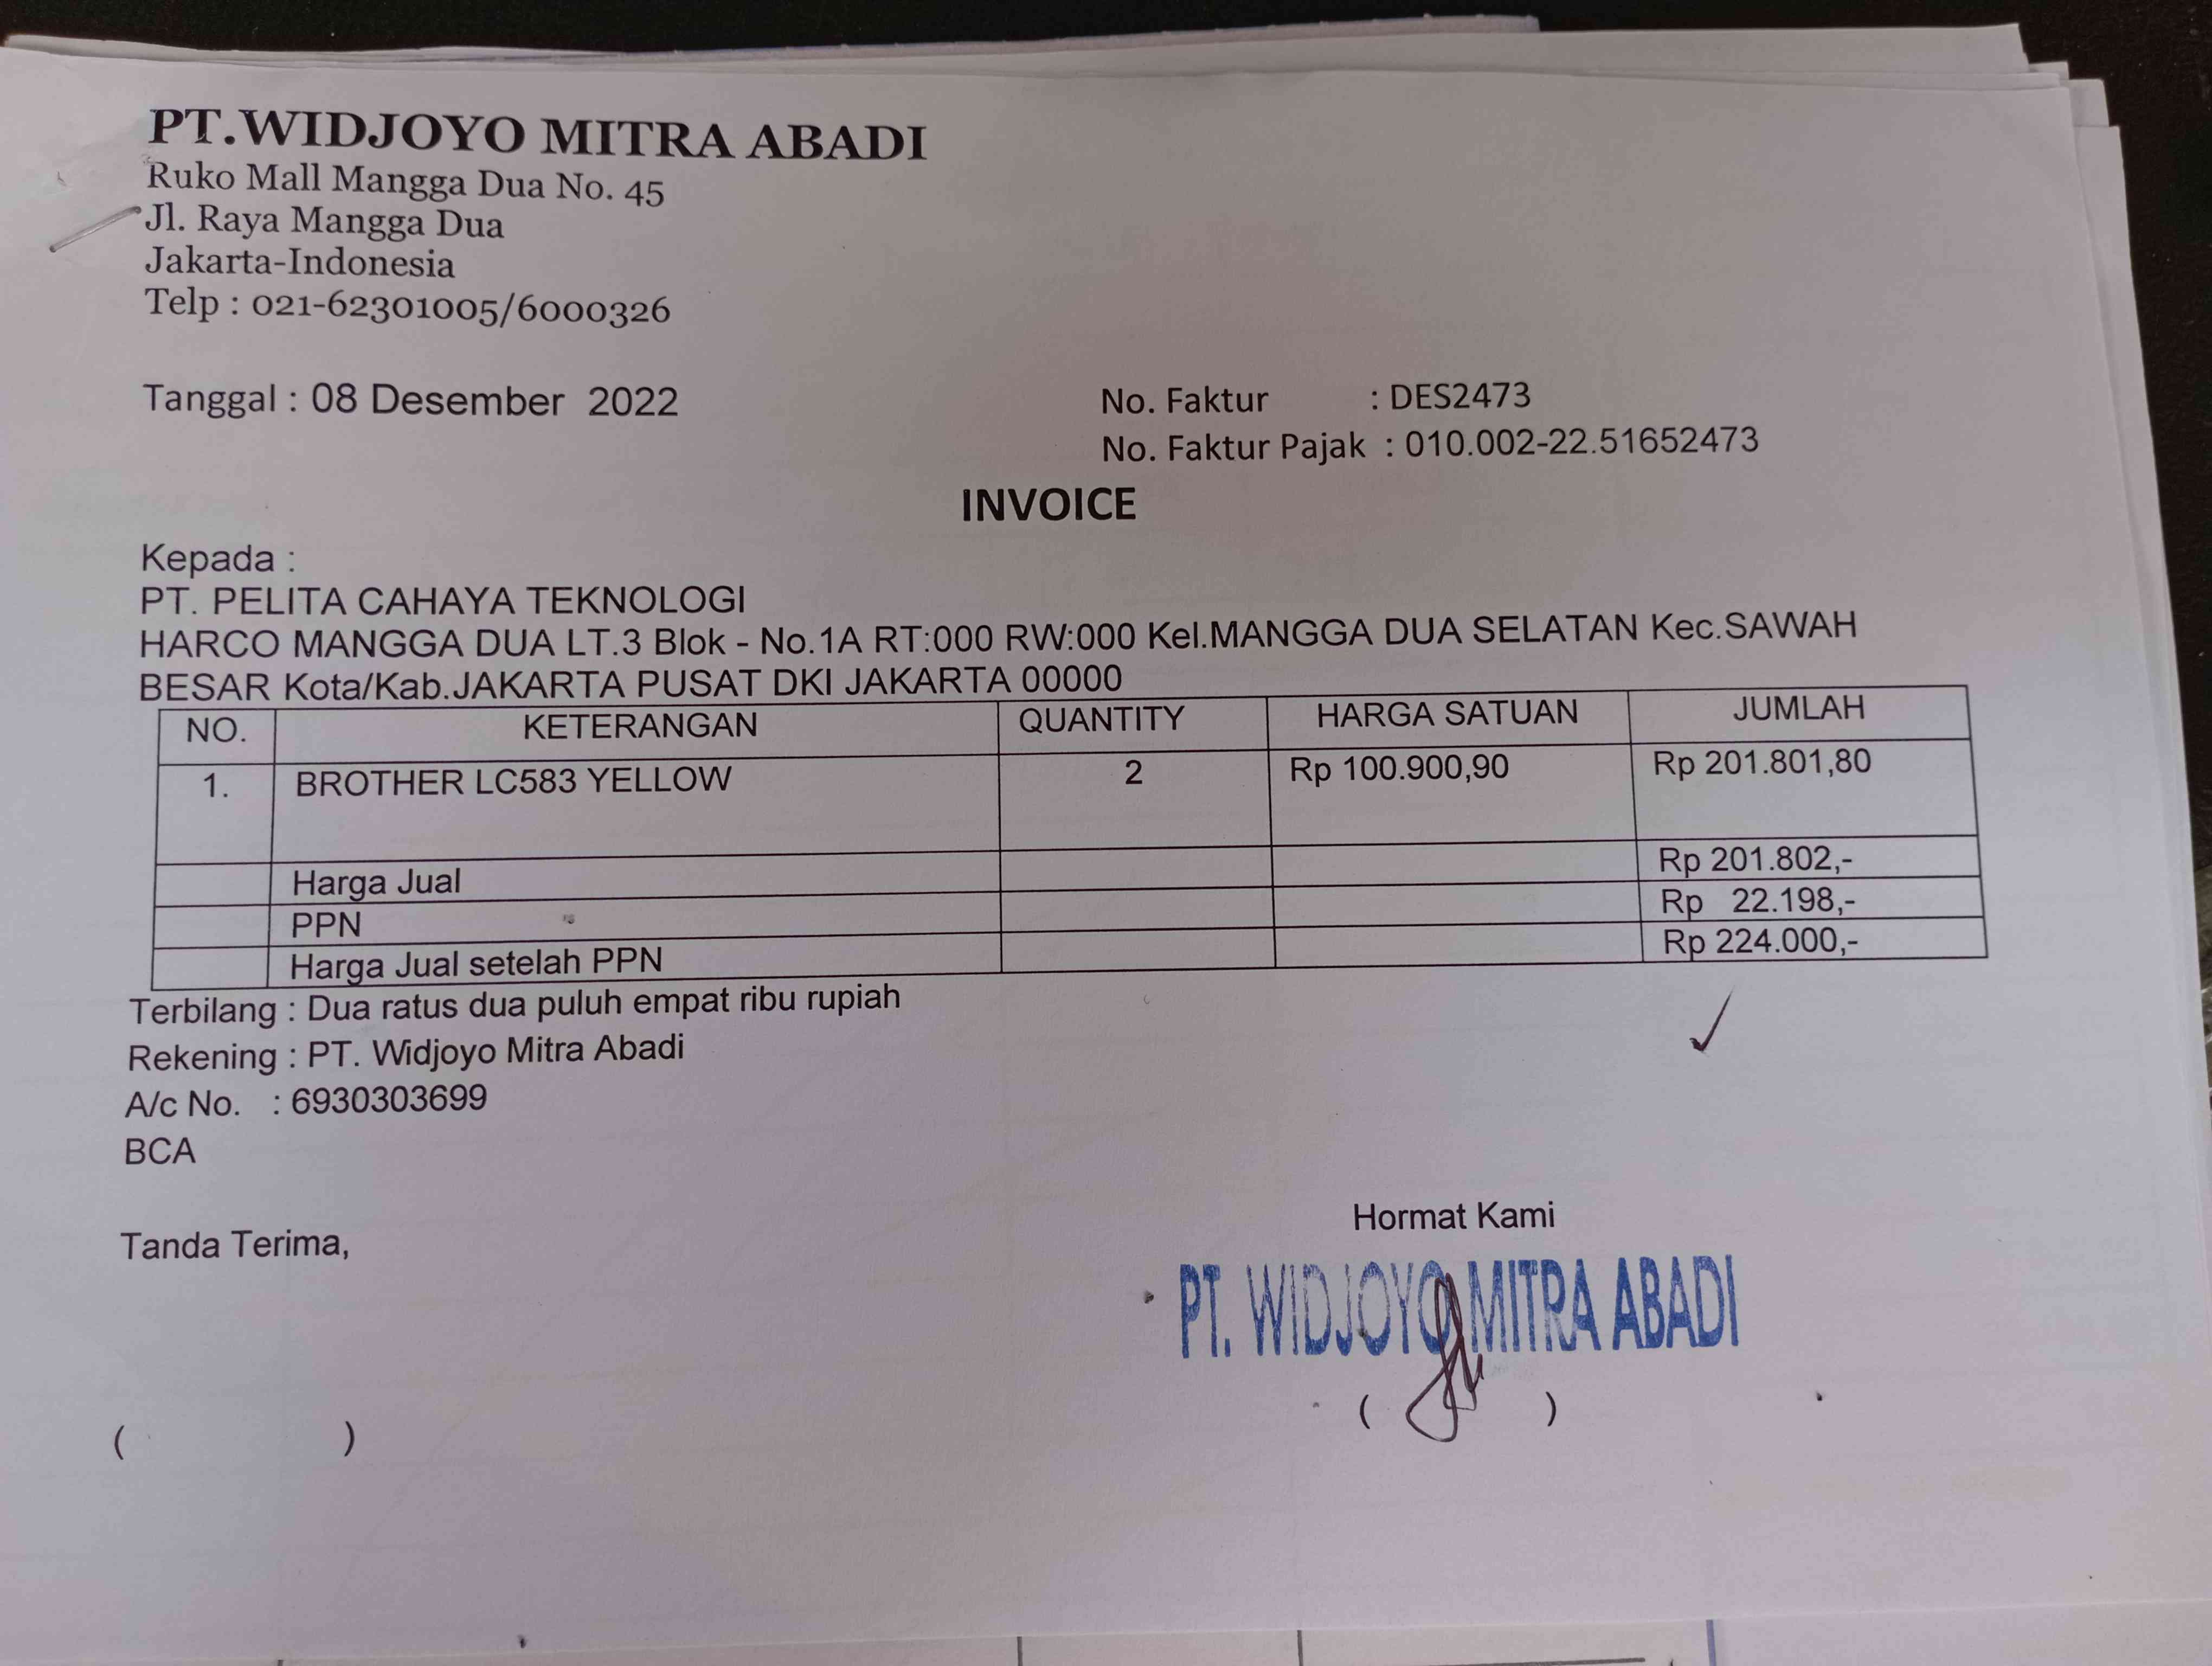 PT.WIDJOYO MITRA ABADI
Ruko Mall Mangga Dua No. 45
Jl. Raya Mangga Dua
Jakarta-Indonesia
Telp : 021-62301005/6000326
Tanggal : 08 Desember 2022
No. Faktur : DES2473
No. Faktur Pajak : 010.002-22.51652473
INVOICE
Kepada :
PT. PELITA CAHAYA TEKNOLOGI
HARCO MANGGA DUA LT.3 Blok - No.1A RT:000 RW:000 Kel.MANGGA DUA SELATAN Kec.SAWAH
BESAR Kota/Kab.JAKARTA PUSAT DKI JAKARTA 00000
NO. KETERANGAN QUANTITY HARGA SATUAN JUMLAH
1. BROTHER LC583 YELLOW 2 Rp 100.900,90 Rp 201.801,80
Harga Jual Rp 201.802,-
PPN Rp 22.198,-
Harga Jual setelah PPN Rp 224.000,-
Terbilang : Dua ratus dua puluh empat ribu rupiah
Rekening : PT. Widjoyo Mitra Abadi
A/c No. : 6930303699
BCA
Tanda Terima,
Hormat Kami
PT. WIDJOYO MITRA ABADI
( )
( )